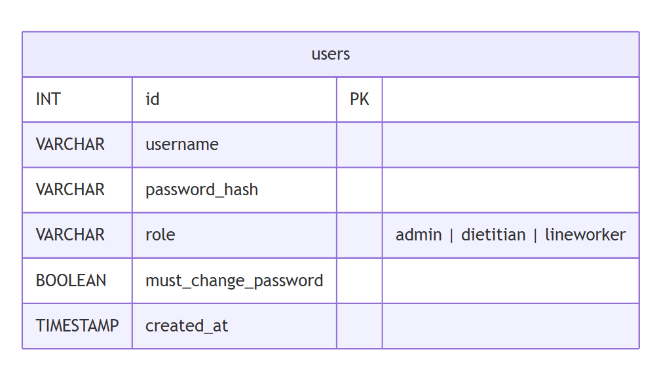 users
INT id PK
VARCHAR username
VARCHAR password_hash
VARCHAR role admin | dietitian | lineworker
BOOLEAN must_change_password
TIMESTAMP created_at